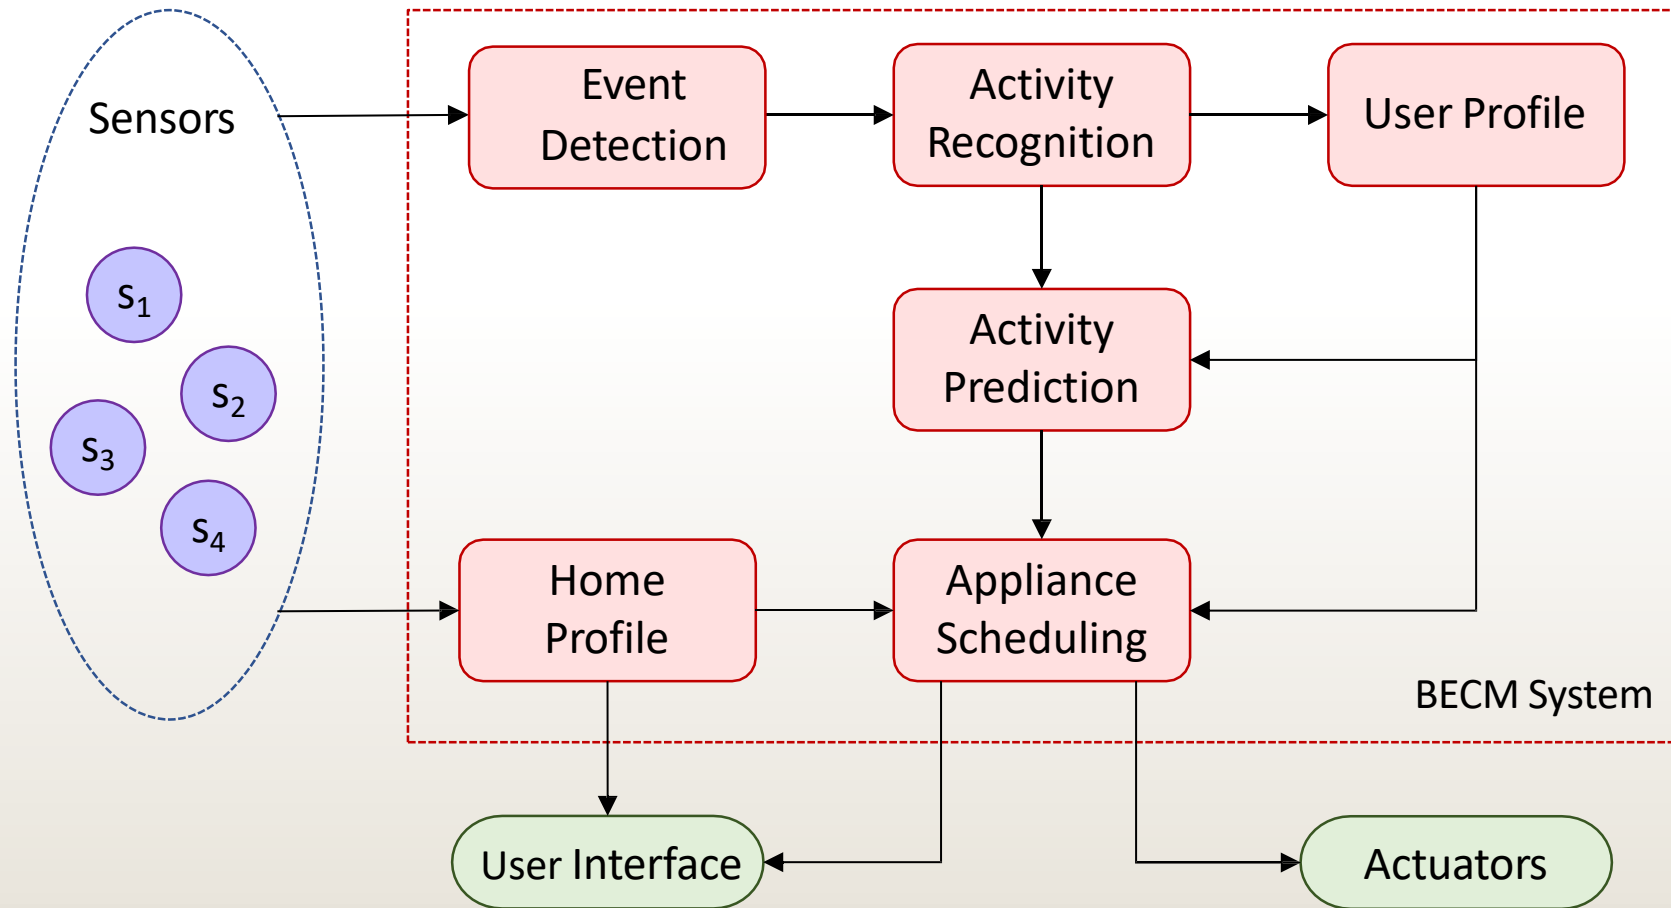 Sensors
s1
s2
s3
s4
Event
Detection
Activity
Recognition
User Profile
Activity
Prediction
Home
Profile
Appliance
Scheduling
BECM System
User Interface
Actuators